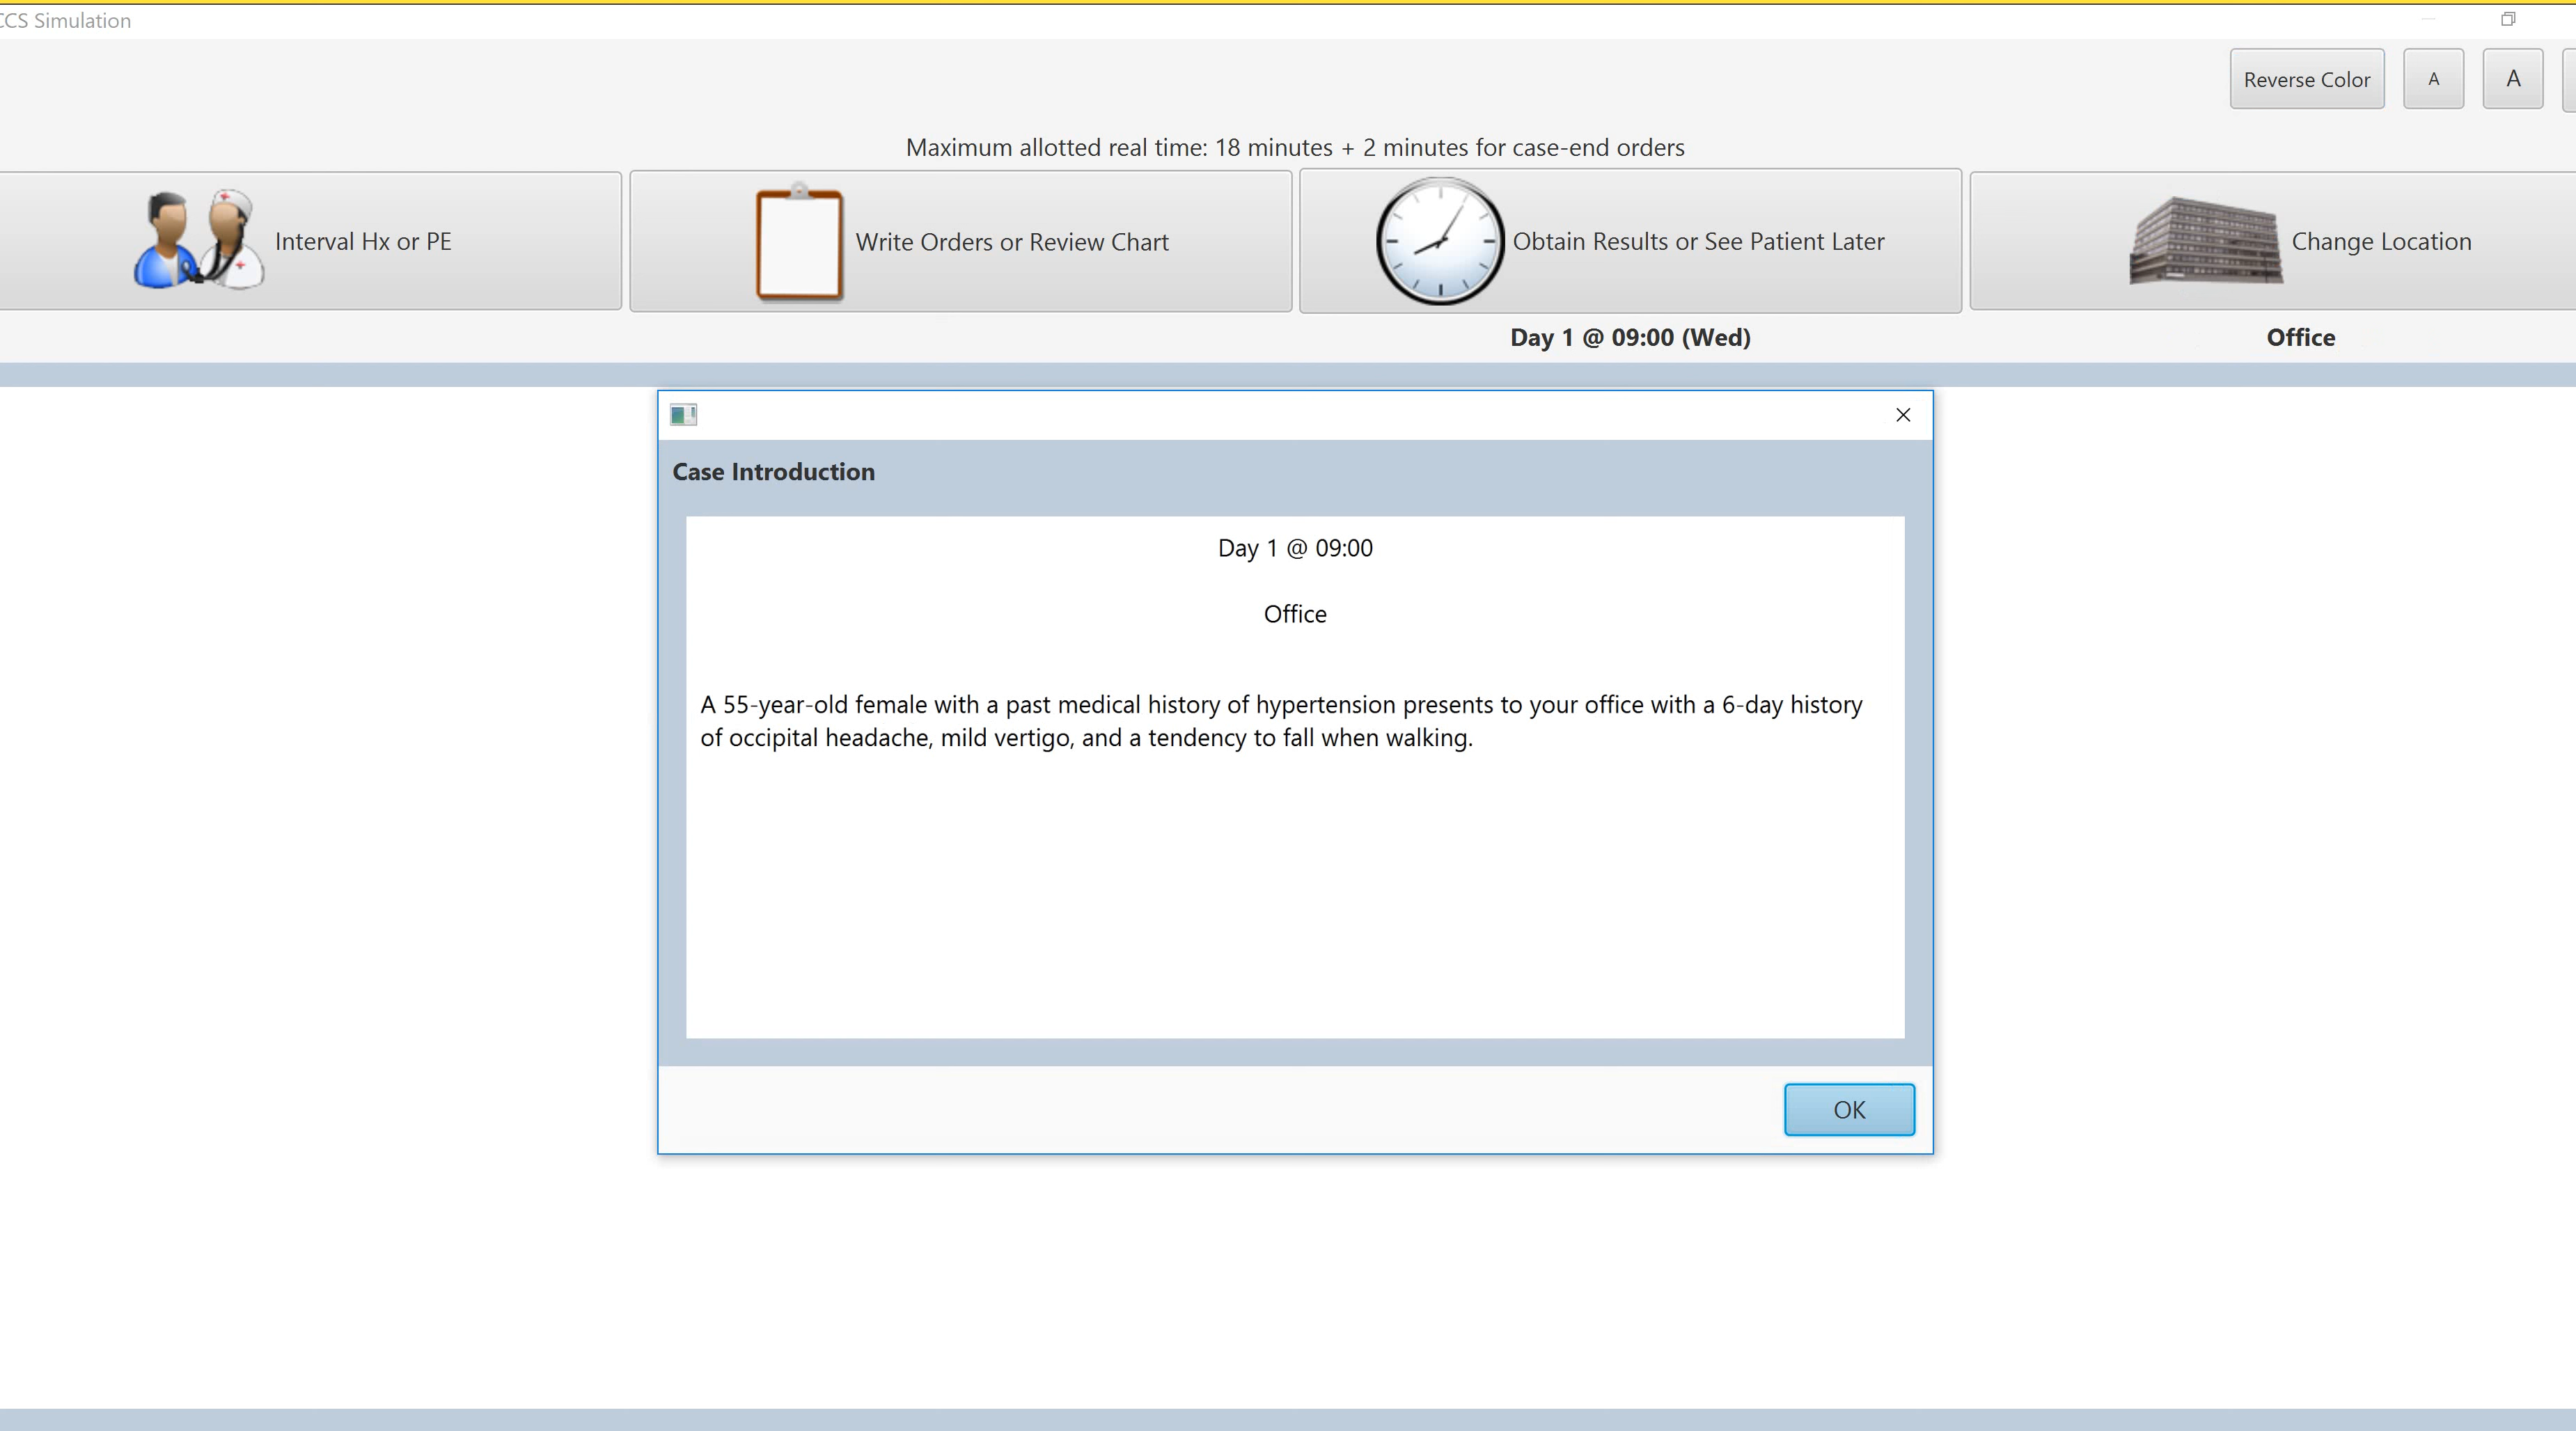 CCS Simulation
Reverse Color
A
A
Maximum allotted real time: 18 minutes + 2 minutes for case-end orders
Interval Hx or PE
Write Orders or Review Chart
Obtain Results or See Patient Later
Change Location
Day 1 @ 09:00 (Wed)
Office
Case Introduction
Day 1 @ 09:00
Office
A 55-year-old female with a past medical history of hypertension presents to your office with a 6-day history
of occipital headache, mild vertigo, and a tendency to fall when walking.
OK